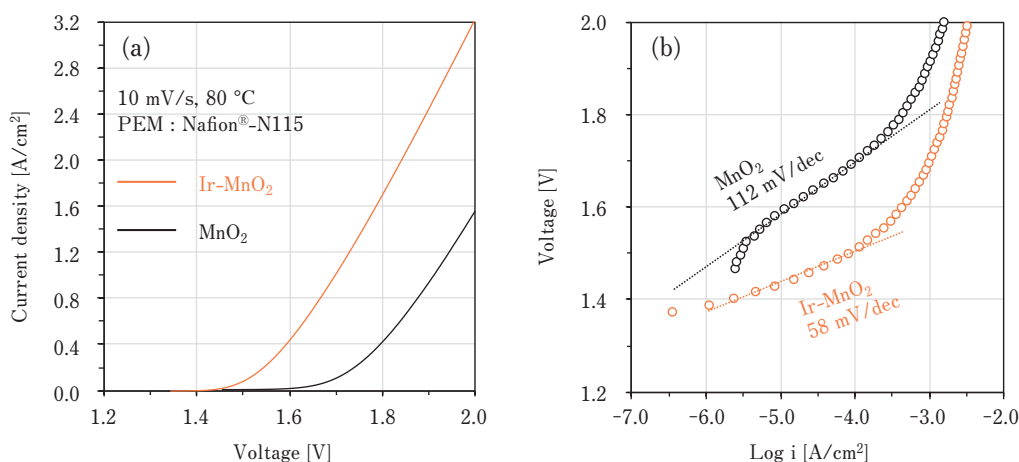 (a)
3.2
2.8
2.4
2.0
1.6
1.2
0.8
0.4
0.0
Current density [A/cm²]
10 mV/s, 80 °C
PEM : Nafion®-N115
Ir-MnO₂
MnO₂
1.2 1.4 1.6 1.8 2.0
Voltage [V]
(b)
2.0
1.8
1.6
1.4
1.2
Voltage [V]
MnO₂
112 mV/dec
Ir-MnO₂
58 mV/dec
-7.0 -6.0 -5.0 -4.0 -3.0 -2.0
Log i [A/cm²]